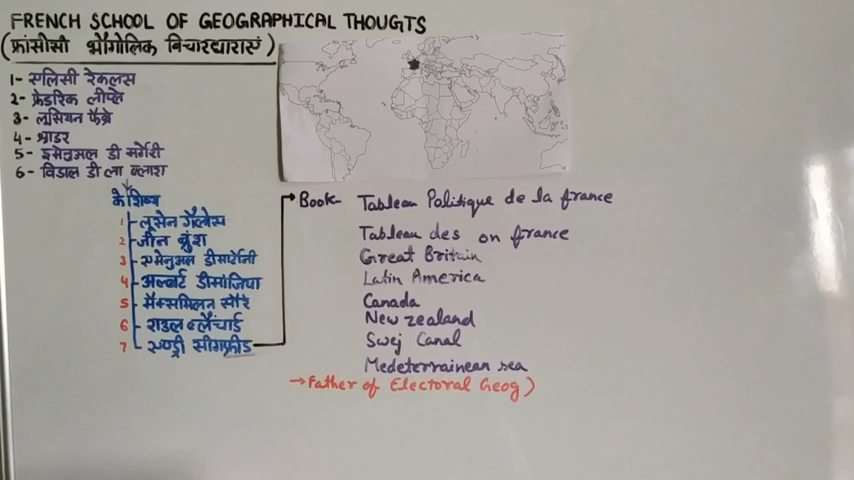 FRENCH SCHOOL OF GEOGRAPHICAL THOUGTS
(फ्रांसीसी भौगोलिक विचारधाराएं)
1- एलिसी रेकलस
2- फ्रेडरिक लीप्ले
3- लूसियन फैब्रे
4- श्राडर
5- इमेनुअल डी मर्गेरी
6- विडाल डी ला ब्लाश
के शिष्य
1 लूसेन गैलोस
2 जीन ब्रुंश
3 एमेनुअल डीमार्तोनी
4 अल्बर्ट डीमांजिया
5 मैक्समिलन सौरे
6 राउल ब्लैंचार्ड
7 एण्ड्री सीगफ्रीड
Book- Tableau Politique de la france
Tableau des on france
Great Britain
Latin America
Canada
New zealand
Swej Canal
Medeterrainean sea
→Father of Electoral Geog)